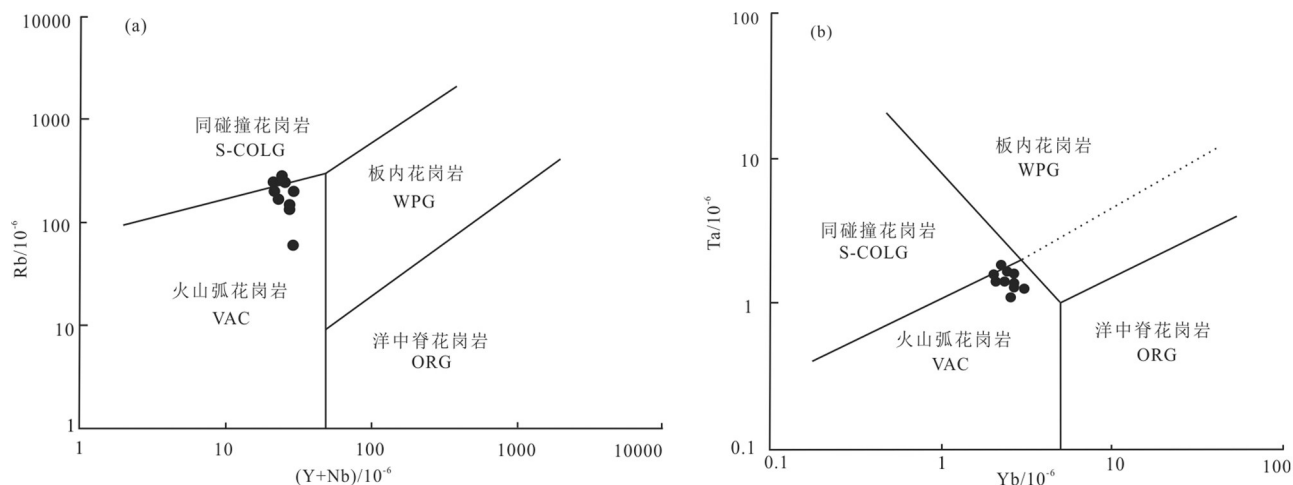 (a)
10000
1000
100
10
1
Rb/10⁻⁶
同碰撞花岗岩
S-COLG
板内花岗岩
WPG
火山弧花岗岩
VAC
洋中脊花岗岩
ORG
1
10
100
1000
10000
(Y+Nb)/10⁻⁶
(b)
100
10
1
0.1
Ta/10⁻⁶
板内花岗岩
WPG
同碰撞花岗岩
S-COLG
火山弧花岗岩
VAC
洋中脊花岗岩
ORG
0.1
1
10
100
Yb/10⁻⁶